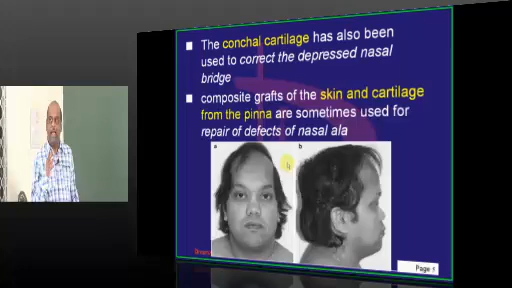 The conchal cartilage has also been
used to correct the depressed nasal
bridge
composite grafts of the skin and cartilage
from the pinna are sometimes used for
repair of defects of nasal ala
a b
Page